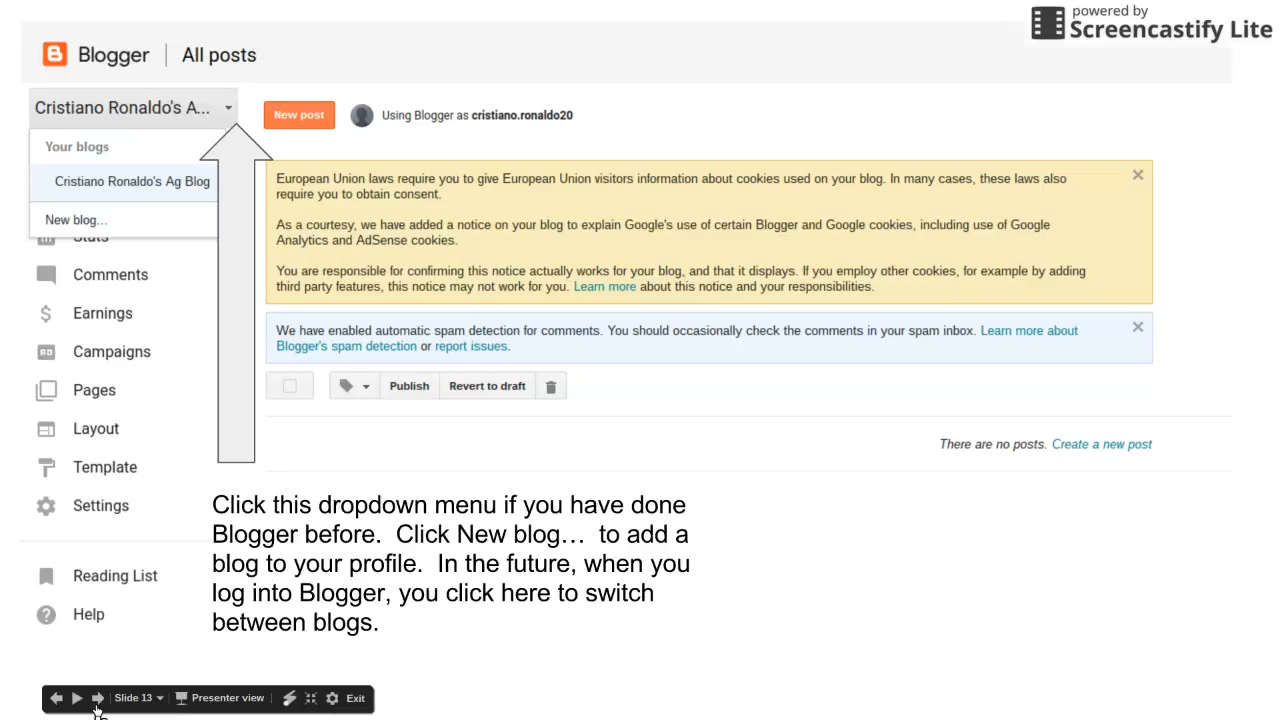 powered by
Screencastify Lite
Blogger | All posts
Cristiano Ronaldo's A...
New post
Using Blogger as cristiano.ronaldo20
Your blogs
Cristiano Ronaldo's Ag Blog
New blog...
Stats
Comments
Earnings
Campaigns
Pages
Layout
Template
Settings
Reading List
Help
European Union laws require you to give European Union visitors information about cookies used on your blog. In many cases, these laws also
require you to obtain consent.
As a courtesy, we have added a notice on your blog to explain Google's use of certain Blogger and Google cookies, including use of Google
Analytics and AdSense cookies.
You are responsible for confirming this notice actually works for your blog, and that it displays. If you employ other cookies, for example by adding
third party features, this notice may not work for you. Learn more about this notice and your responsibilities.
We have enabled automatic spam detection for comments. You should occasionally check the comments in your spam inbox. Learn more about
Blogger's spam detection or report issues.
Publish
Revert to draft
There are no posts. Create a new post
Click this dropdown menu if you have done
Blogger before. Click New blog… to add a
blog to your profile. In the future, when you
log into Blogger, you click here to switch
between blogs.
Slide 13
Presenter view
Exit